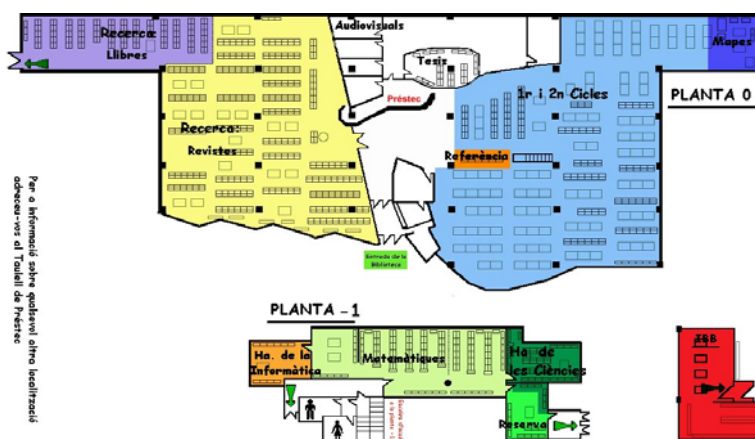 Recerca:
Llibres
Audiovisuals
Tesis
Mapes
PLANTA 0
Préstec
1r i 2n Cicles
Recerca:
Revistes
Referència
Entrada de la
Biblioteca
Per a informació sobre qualsevol altra localització
adreceu-vos al Taulell de Préstec
PLANTA -1
Ha. de la
Informàtica
Matemàtiques
Ha. de
les Ciències
Reserva
IBB